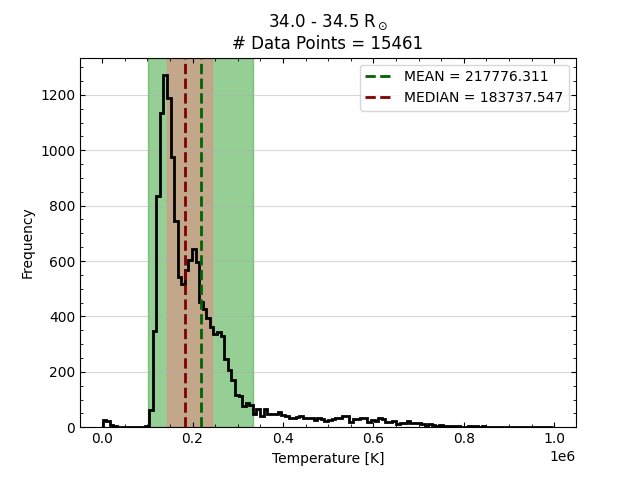 34.0 - 34.5 R⊙
# Data Points = 15461
MEAN = 217776.311
MEDIAN = 183737.547
Frequency
1200
1000
800
600
400
200
0
0.0 0.2 0.4 0.6 0.8 1.0
1e6
Temperature [K]